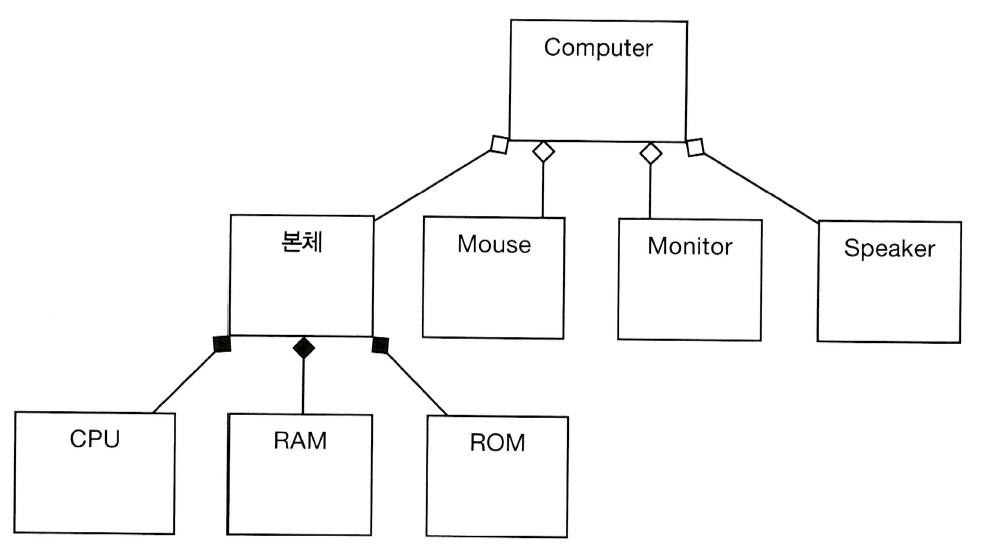 Computer
본체
Mouse
Monitor
Speaker
CPU
RAM
ROM